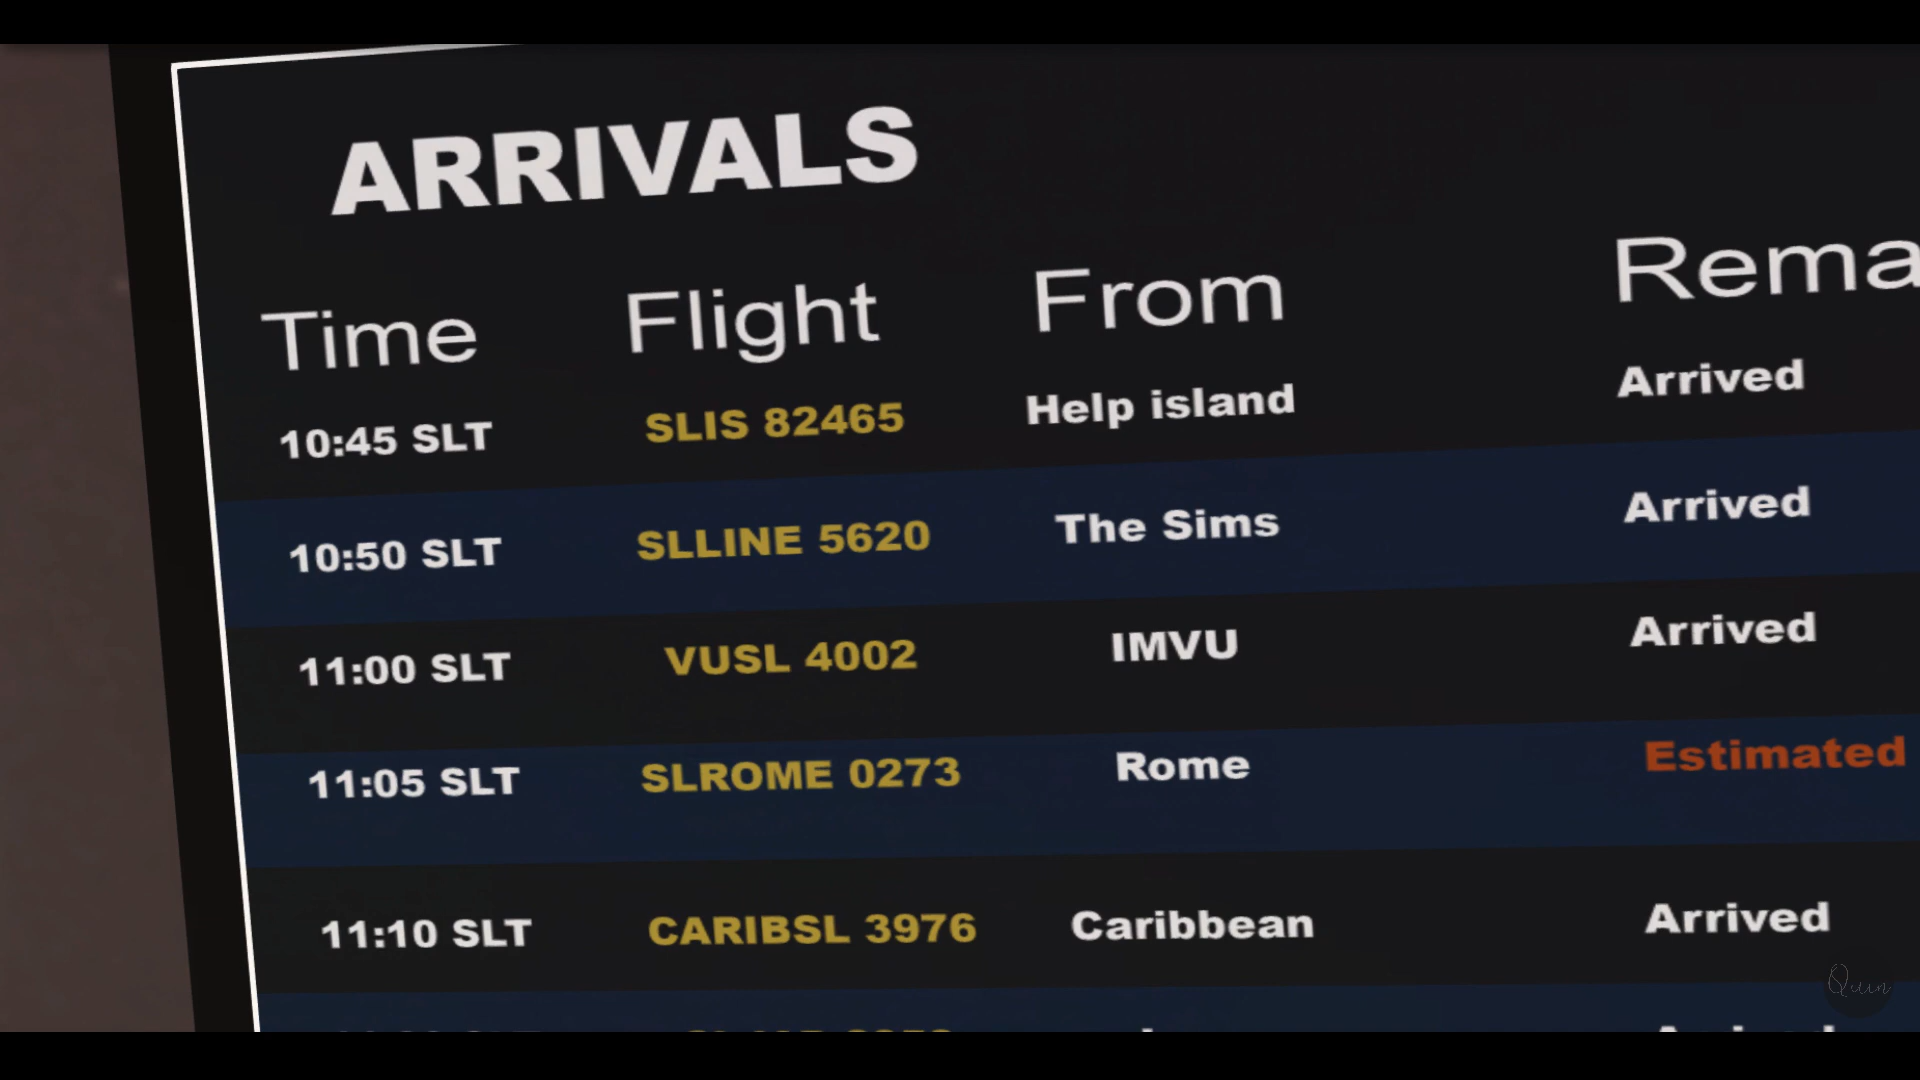 ARRIVALS
Time Flight From Rema
10:45 SLT SLIS 82465 Help island Arrived
10:50 SLT SLLINE 5620 The Sims Arrived
11:00 SLT VUSL 4002 IMVU Arrived
11:05 SLT SLROME 0273 Rome Estimated
11:10 SLT CARIBSL 3976 Caribbean Arrived
Quin